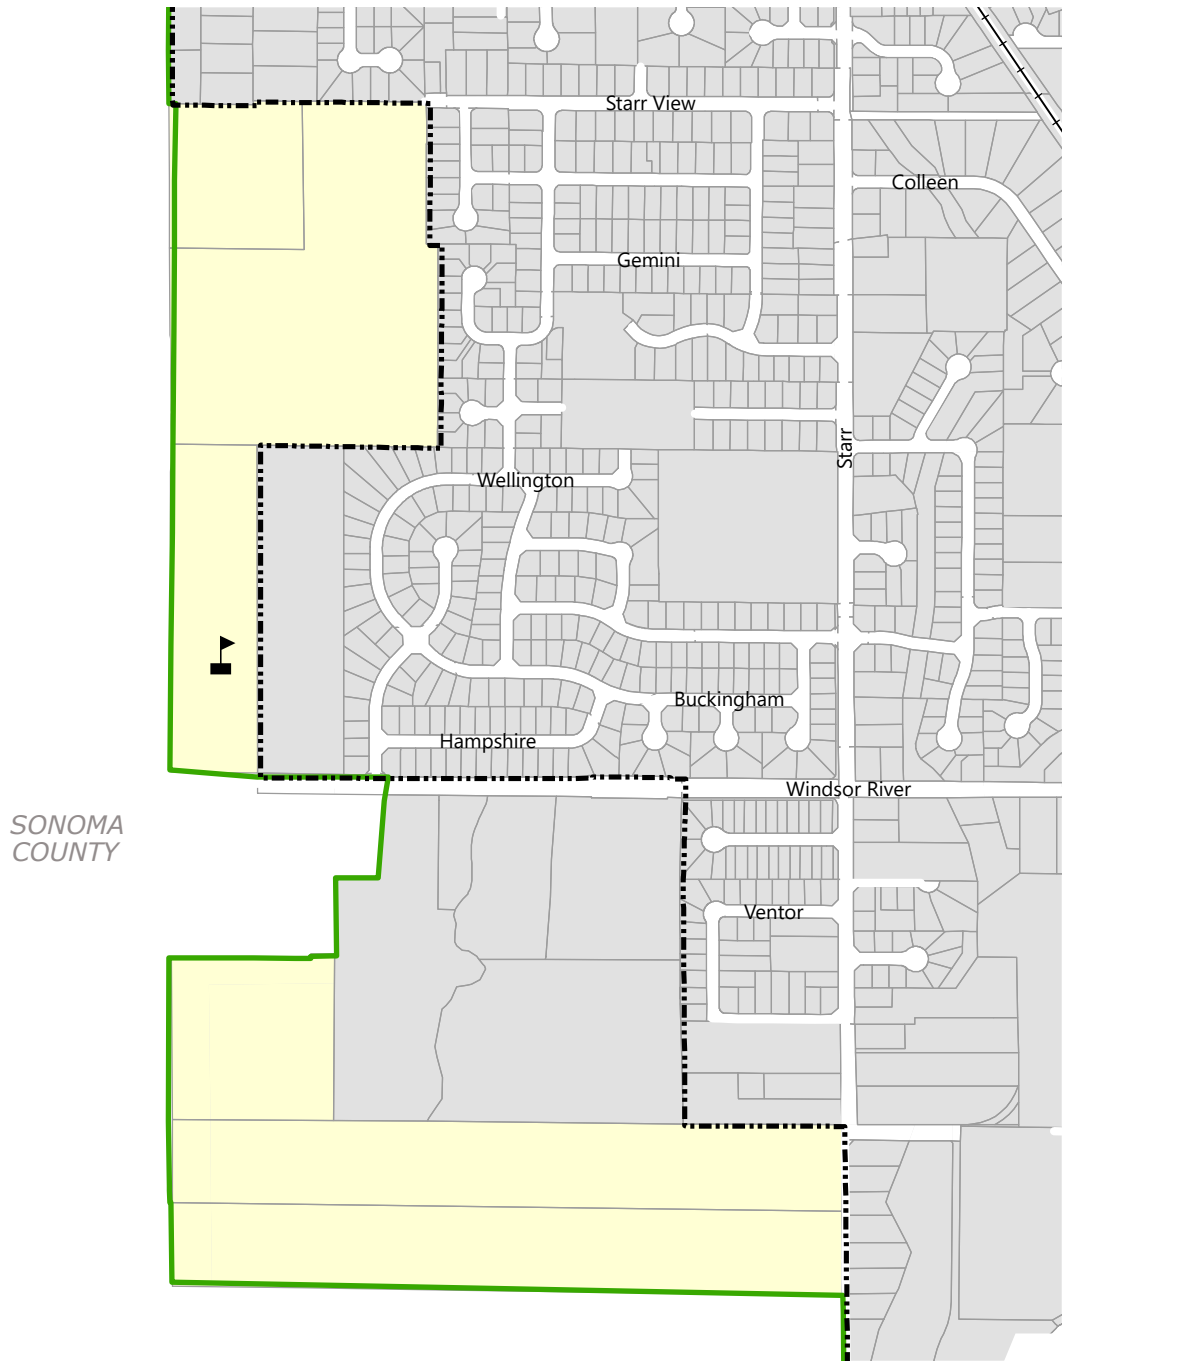 Starr View
Colleen
Gemini
Starr
Wellington
Buckingham
Hampshire
Windsor River
SONOMA
COUNTY
Ventor